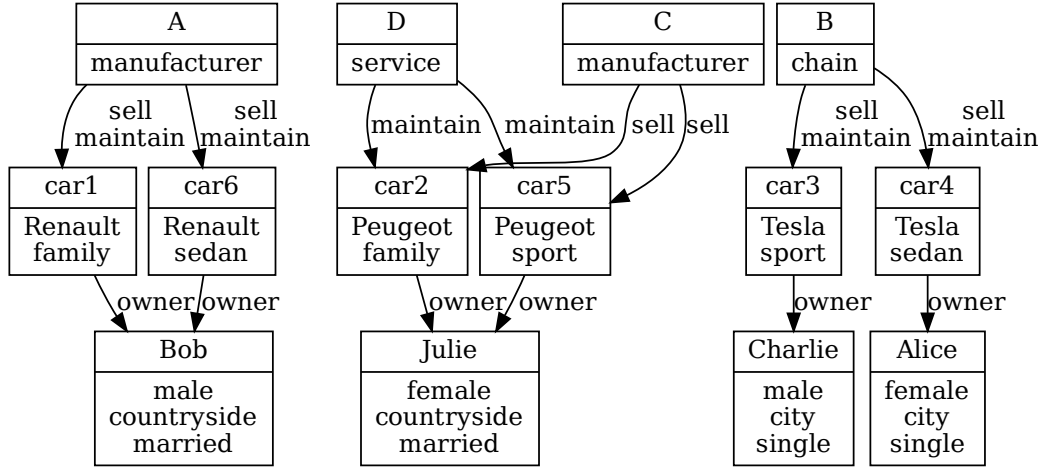 A
manufacturer
D
service
C
manufacturer
B
chain
sell
maintain
sell
maintain
maintain
maintain
sell
sell
sell
maintain
sell
maintain
car1
Renault
family
car6
Renault
sedan
car2
Peugeot
family
car5
Peugeot
sport
car3
Tesla
sport
car4
Tesla
sedan
owner
owner
owner
owner
owner
owner
Bob
male
countryside
married
Julie
female
countryside
married
Charlie
male
city
single
Alice
female
city
single